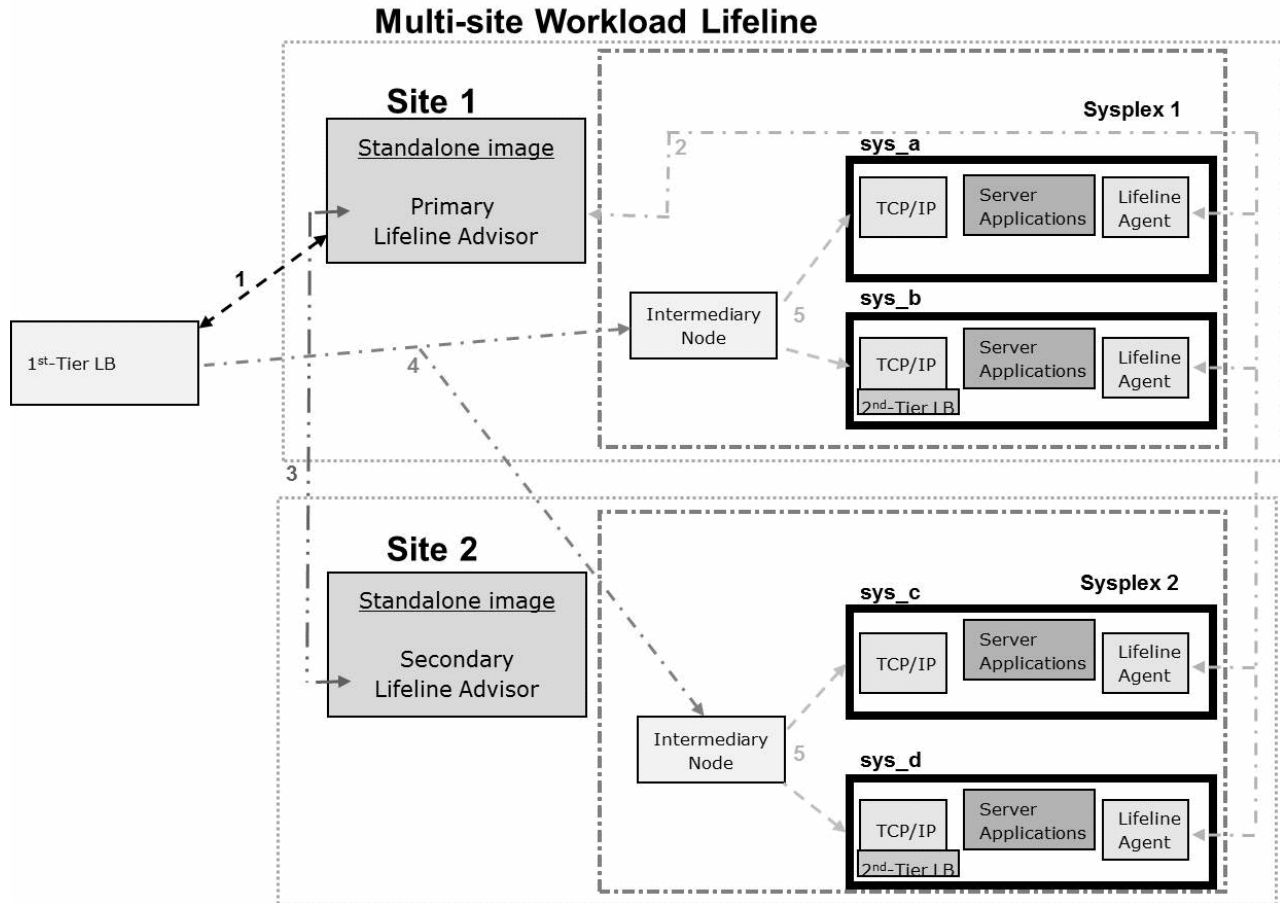 Multi-site Workload Lifeline
Site 1
Standalone image
Primary
Lifeline Advisor
1
1st-Tier LB
2
Sysplex 1
sys_a
TCP/IP
Server
Applications
Lifeline
Agent
Intermediary
Node
5
sys_b
TCP/IP
2nd-Tier LB
Server
Applications
Lifeline
Agent
4
3
Site 2
Standalone image
Secondary
Lifeline Advisor
Sysplex 2
sys_c
TCP/IP
Server
Applications
Lifeline
Agent
Intermediary
Node
5
sys_d
TCP/IP
2nd-Tier LB
Server
Applications
Lifeline
Agent